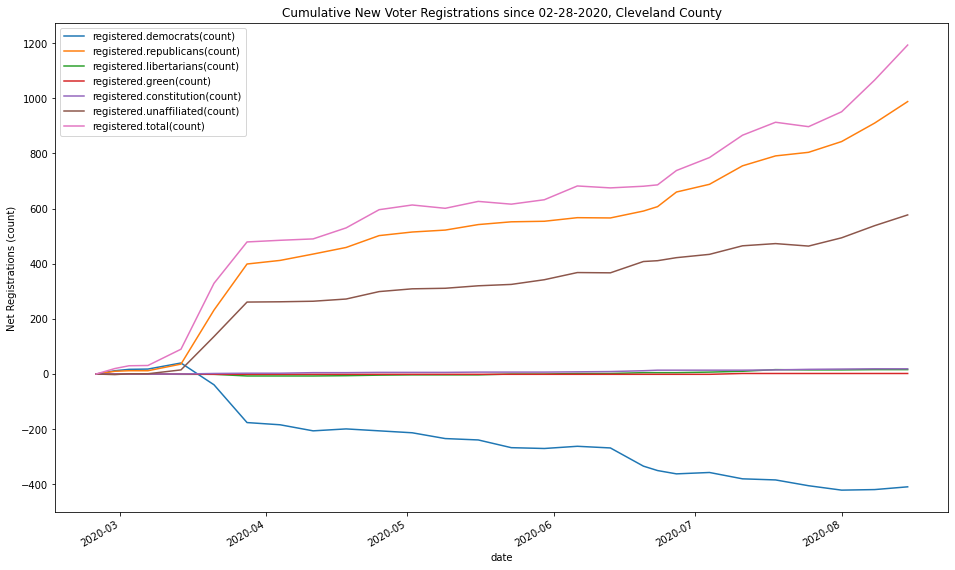 Cumulative New Voter Registrations since 02-28-2020, Cleveland County
registered.democrats(count)
registered.republicans(count)
registered.libertarians(count)
registered.green(count)
registered.constitution(count)
registered.unaffiliated(count)
registered.total(count)
1200
1000
800
600
400
200
0
−200
−400
Net Registrations (count)
2020-03
2020-04
2020-05
2020-06
2020-07
2020-08
date